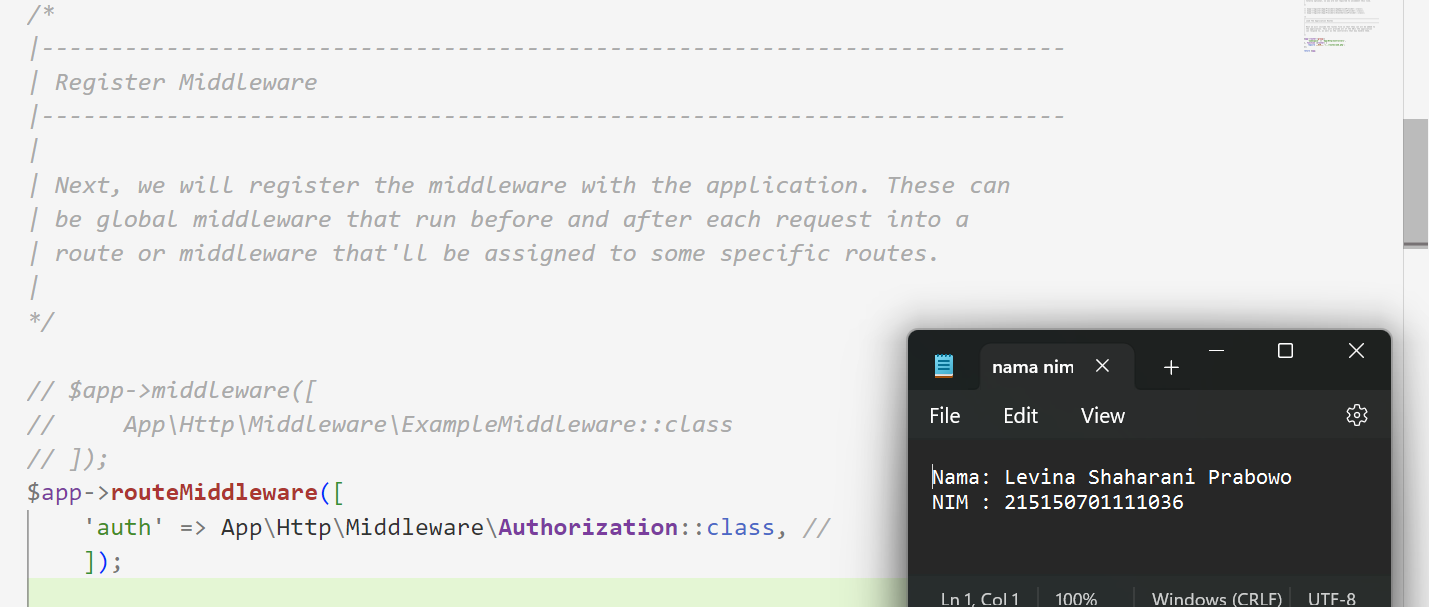 /*
|--------------------------------------------------------------------------
| Register Middleware
|--------------------------------------------------------------------------
|
| Next, we will register the middleware with the application. These can
| be global middleware that run before and after each request into a
| route or middleware that'll be assigned to some specific routes.
|
*/
// $app->middleware([
//     App\Http\Middleware\ExampleMiddleware::class
// ]);
$app->routeMiddleware([
    'auth' => App\Http\Middleware\Authorization::class, //
    ]);
nama nim
File Edit View
Nama: Levina Shaharani Prabowo
NIM : 215150701111036
Ln 1, Col 1 100% Windows (CRLF) UTF-8